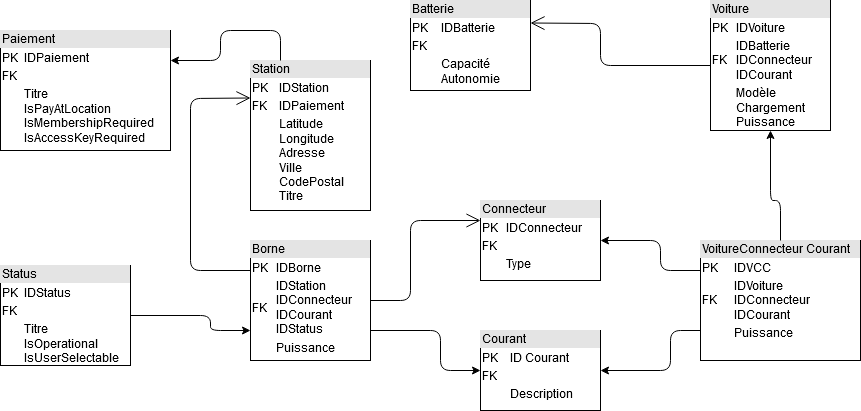 Paiement
PK IDPaiement
FK
Titre
IsPayAtLocation
IsMembershipRequired
IsAccessKeyRequired
Station
PK IDStation
FK IDPaiement
Latitude
Longitude
Adresse
Ville
CodePostal
Titre
Batterie
PK IDBatterie
FK
Capacité
Autonomie
Voiture
PK IDVoiture
IDBatterie
FK IDConnecteur
IDCourant
Modèle
Chargement
Puissance
Status
PK IDStatus
FK
Titre
IsOperational
IsUserSelectable
Borne
PK IDBorne
IDStation
IDConnecteur
FK
IDCourant
IDStatus
Puissance
Connecteur
PK IDConnecteur
FK
Type
Courant
PK ID Courant
FK
Description
VoitureConnecteur Courant
PK IDVCC
IDVoiture
FK IDConnecteur
IDCourant
Puissance